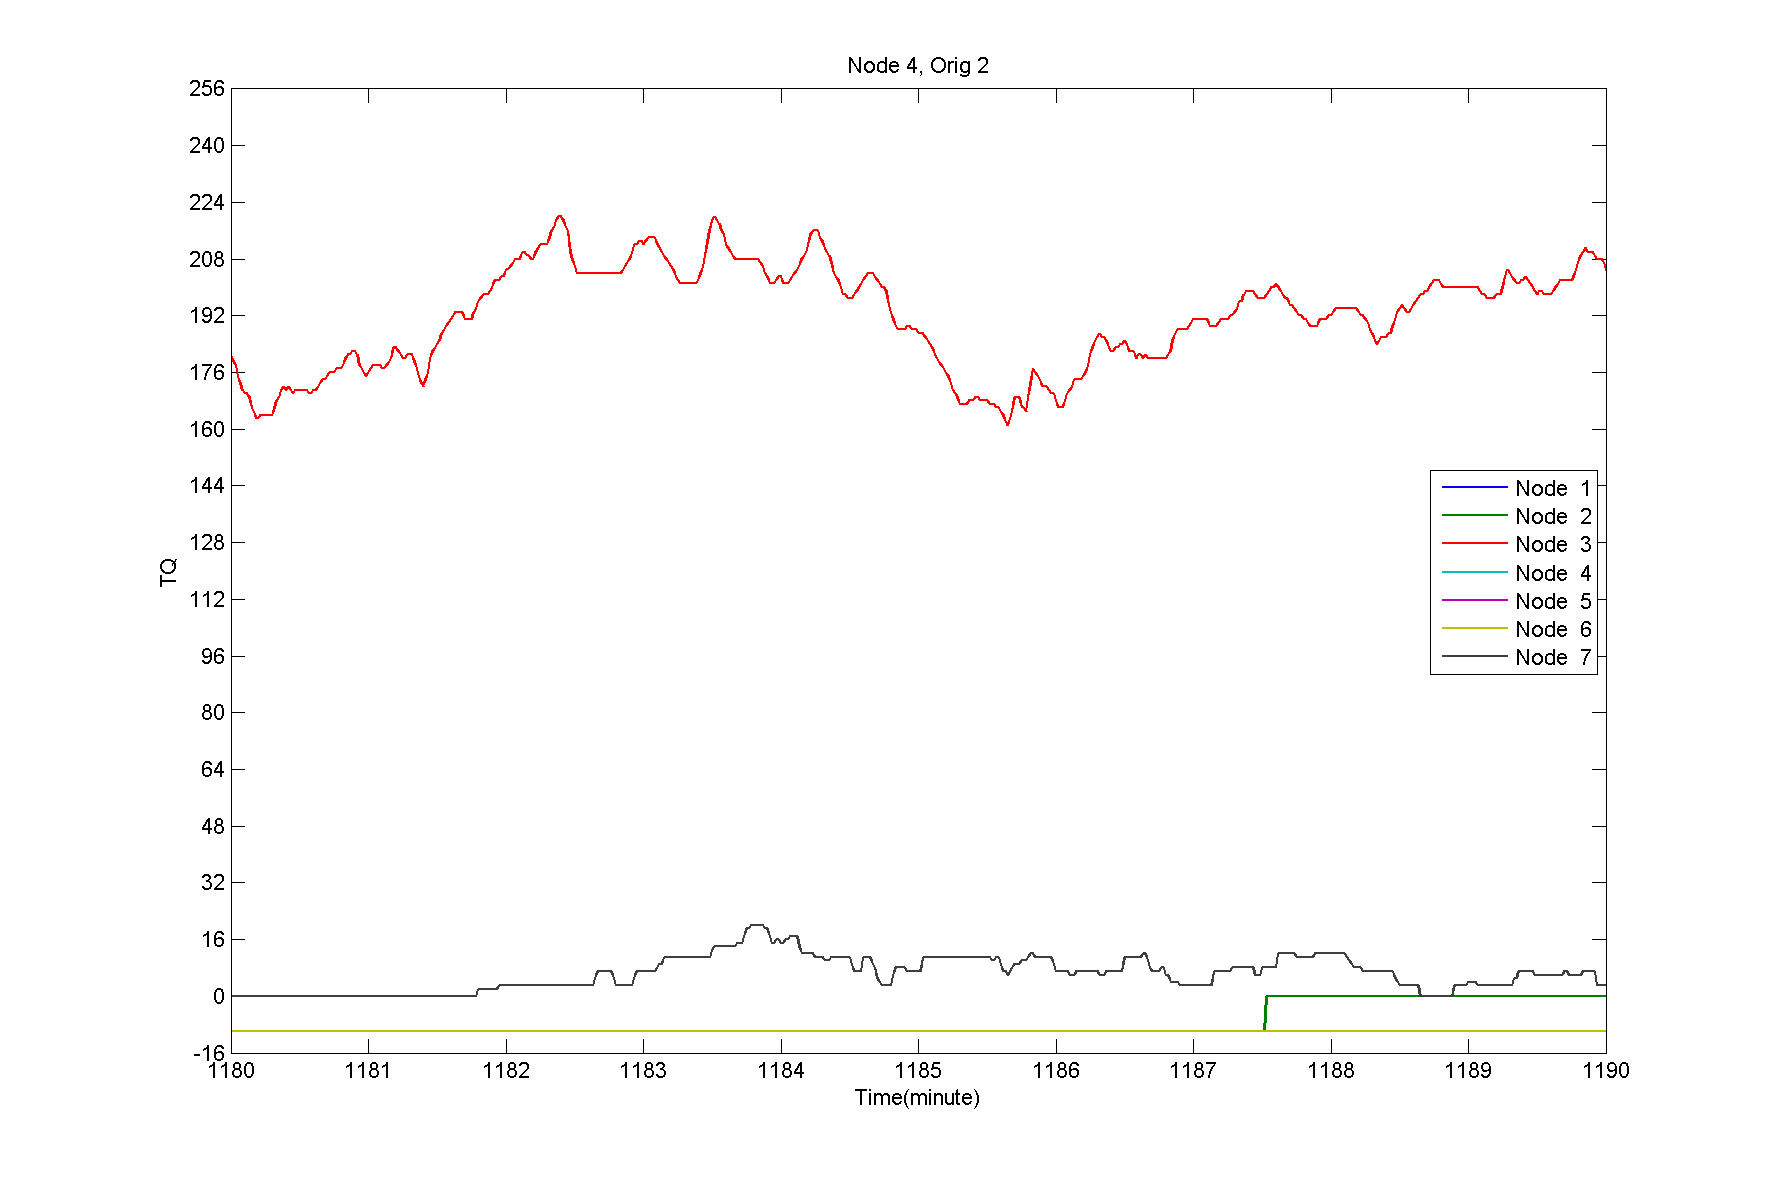 Node 4, Orig 2
256
240
224
208
192
176
160
144
128
112
96
80
64
48
32
16
0
-16
TQ
Node 1
Node 2
Node 3
Node 4
Node 5
Node 6
Node 7
1180 1181 1182 1183 1184 1185 1186 1187 1188 1189 1190
Time(minute)